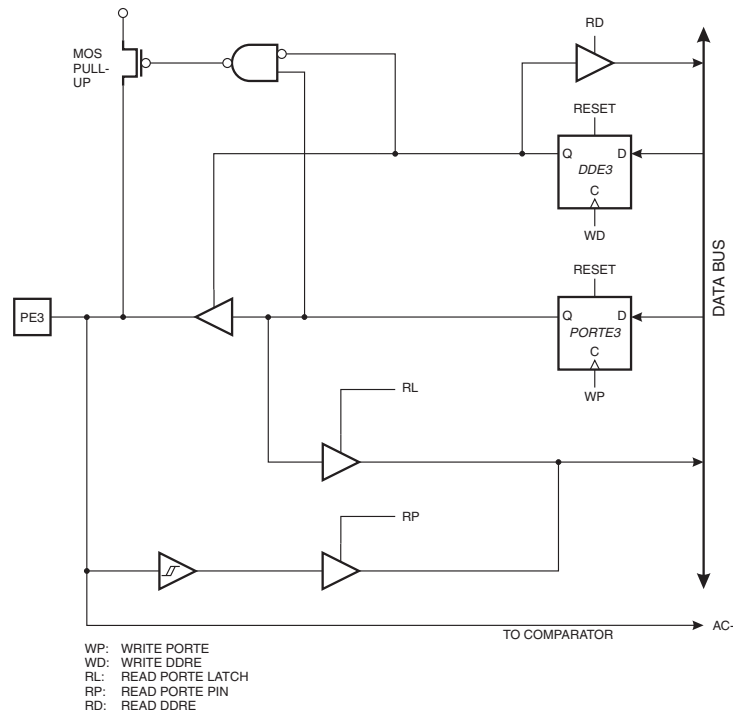 RD
MOS
PULL-
UP
RESET
Q
D
DDE3
C
WD
DATA BUS
RESET
PE3
Q
D
PORTE3
C
WP
RL
RP
TO COMPARATOR
AC-
WP: WRITE PORTE
WD: WRITE DDRE
RL: READ PORTE LATCH
RP: READ PORTE PIN
RD: READ DDRE